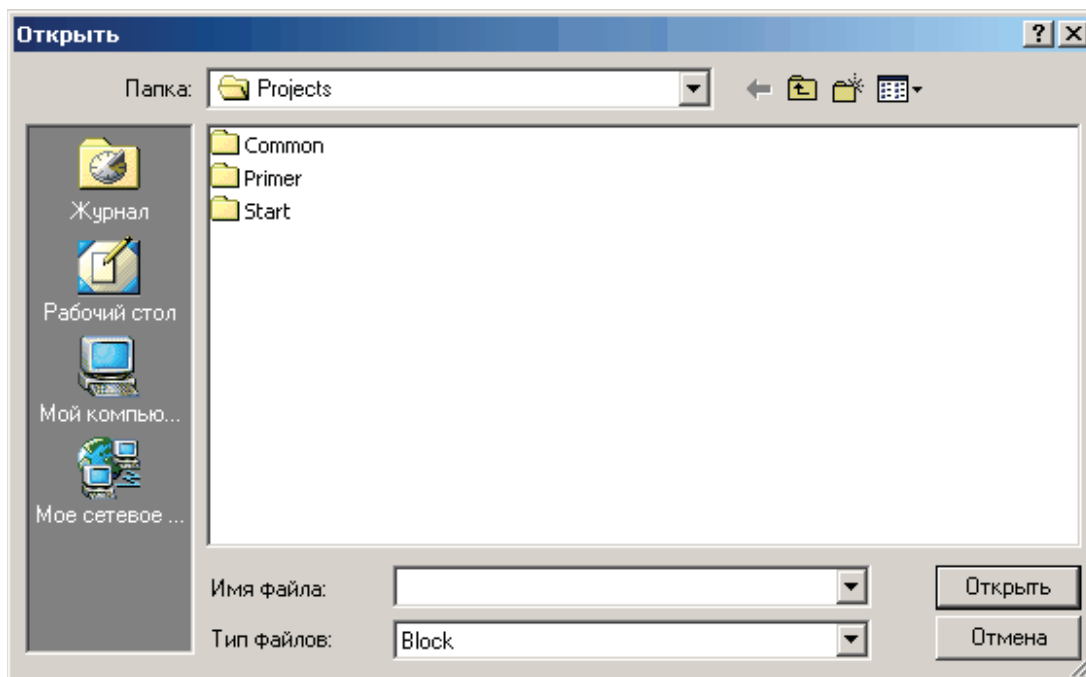 Открыть
Папка: Projects
Common
Primer
Start
Журнал
Рабочий стол
Мой компью...
Мое сетевое ...
Имя файла:
Открыть
Тип файлов: Block
Отмена